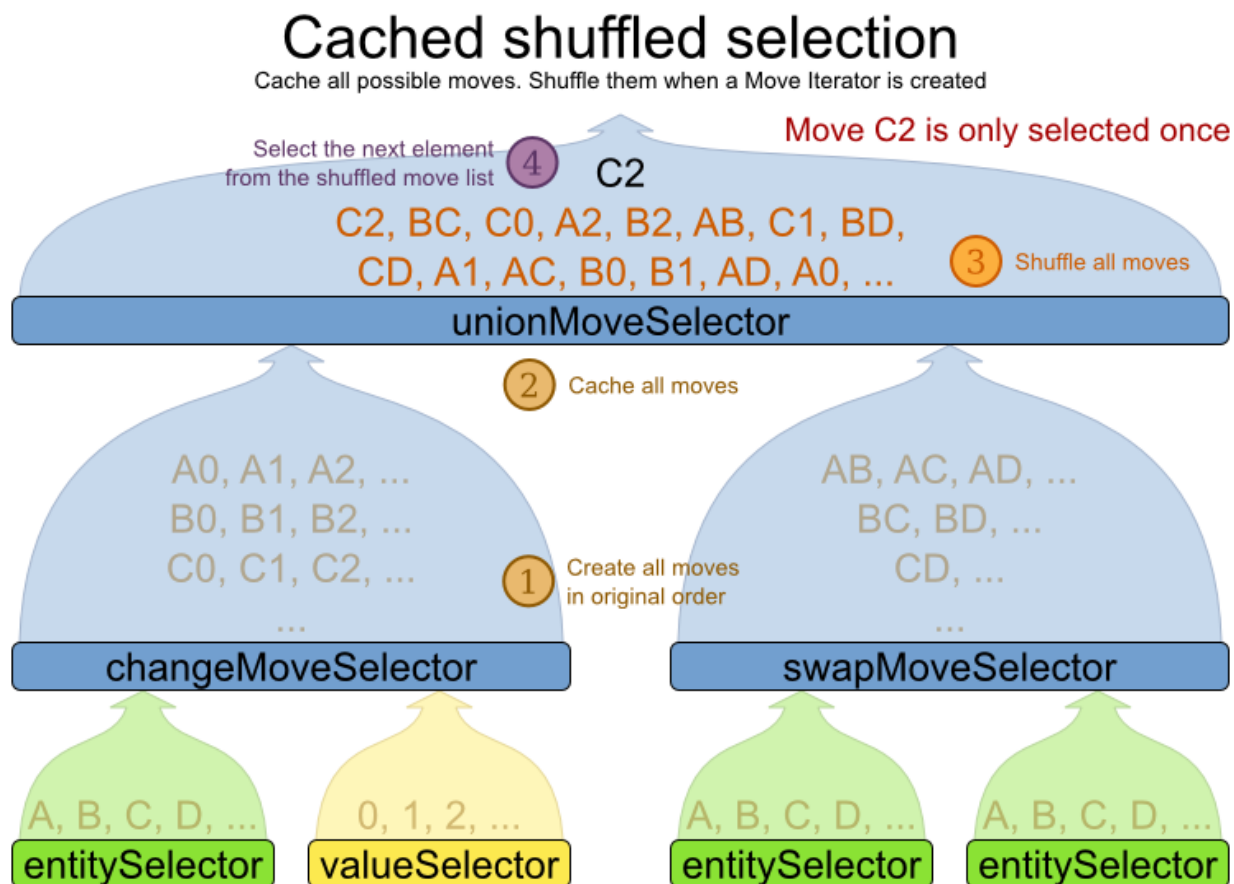 Cached shuffled selection
Cache all possible moves. Shuffle them when a Move Iterator is created
Move C2 is only selected once
Select the next element
from the shuffled move list
4
C2
C2, BC, C0, A2, B2, AB, C1, BD,
CD, A1, AC, B0, B1, AD, A0, ...
3
Shuffle all moves
unionMoveSelector
2
Cache all moves
A0, A1, A2, ...
B0, B1, B2, ...
C0, C1, C2, ...
...
AB, AC, AD, ...
BC, BD, ...
CD, ...
...
1
Create all moves
in original order
changeMoveSelector
swapMoveSelector
A, B, C, D, ...
0, 1, 2, ...
A, B, C, D, ...
A, B, C, D, ...
entitySelector
valueSelector
entitySelector
entitySelector